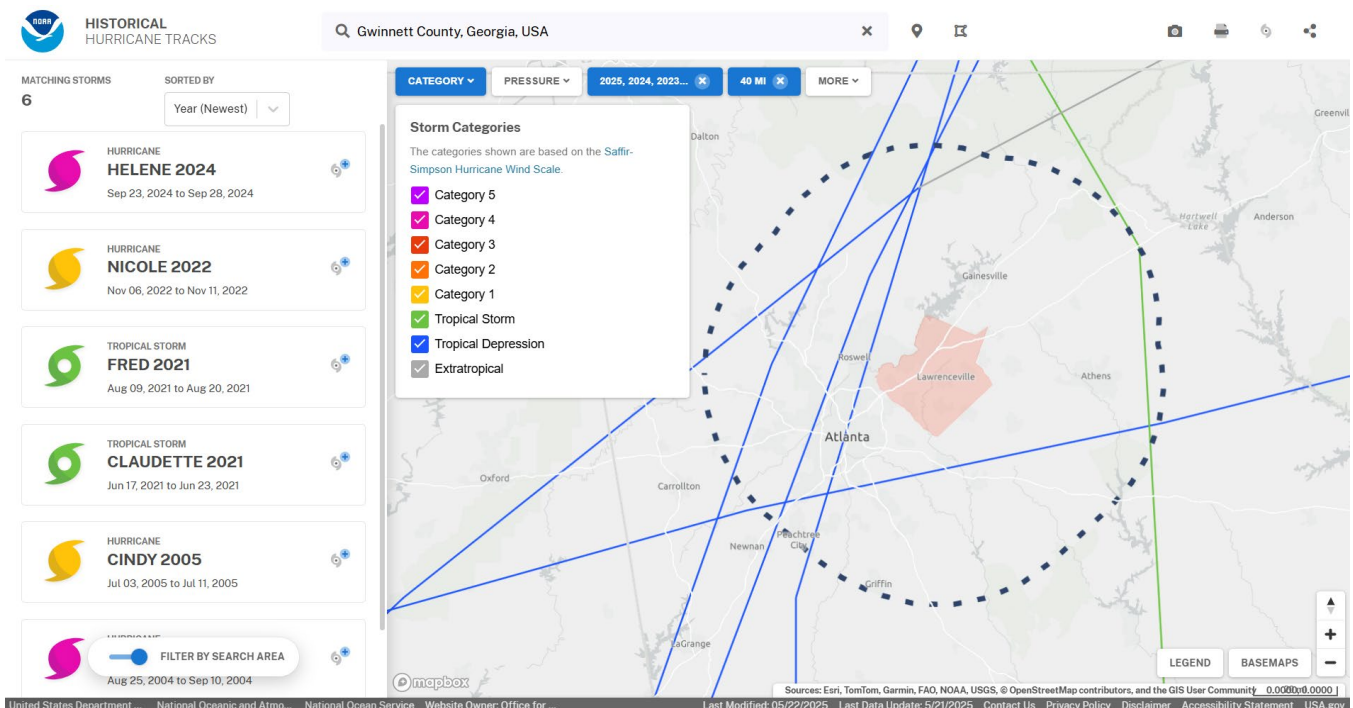 NOAA
HISTORICAL
HURRICANE TRACKS
Gwinnett County, Georgia, USA
MATCHING STORMS
6
SORTED BY
Year (Newest)
HURRICANE
HELENE 2024
Sep 23, 2024 to Sep 28, 2024
HURRICANE
NICOLE 2022
Nov 06, 2022 to Nov 11, 2022
TROPICAL STORM
FRED 2021
Aug 09, 2021 to Aug 20, 2021
TROPICAL STORM
CLAUDETTE 2021
Jun 17, 2021 to Jun 23, 2021
HURRICANE
CINDY 2005
Jul 03, 2005 to Jul 11, 2005
FILTER BY SEARCH AREA
Aug 25, 2004 to Sep 10, 2004
CATEGORY
PRESSURE
2025, 2024, 2023...
40 MI
MORE
Storm Categories
The categories shown are based on the Saffir-
Simpson Hurricane Wind Scale.
Category 5
Category 4
Category 3
Category 2
Category 1
Tropical Storm
Tropical Depression
Extratropical
Dalton
Greenvil
Hartwell
Lake
Anderson
Gainesville
Roswell
Lawrenceville
Athens
Atlanta
Oxford
Carrollton
Newnan
Peachtree
City
Griffin
LaGrange
mapbox
LEGEND
BASEMAPS
Sources: Esri, TomTom, Garmin, FAO, NOAA, USGS, © OpenStreetMap contributors, and the GIS User Community
United States Department ...
National Oceanic and Atmo...
National Ocean Service
Website Owner: Office for ...
Last Modified: 05/22/2025
Last Data Update: 5/21/2025
Contact Us
Privacy Policy
Disclaimer
Accessibility Statement
USA.gov